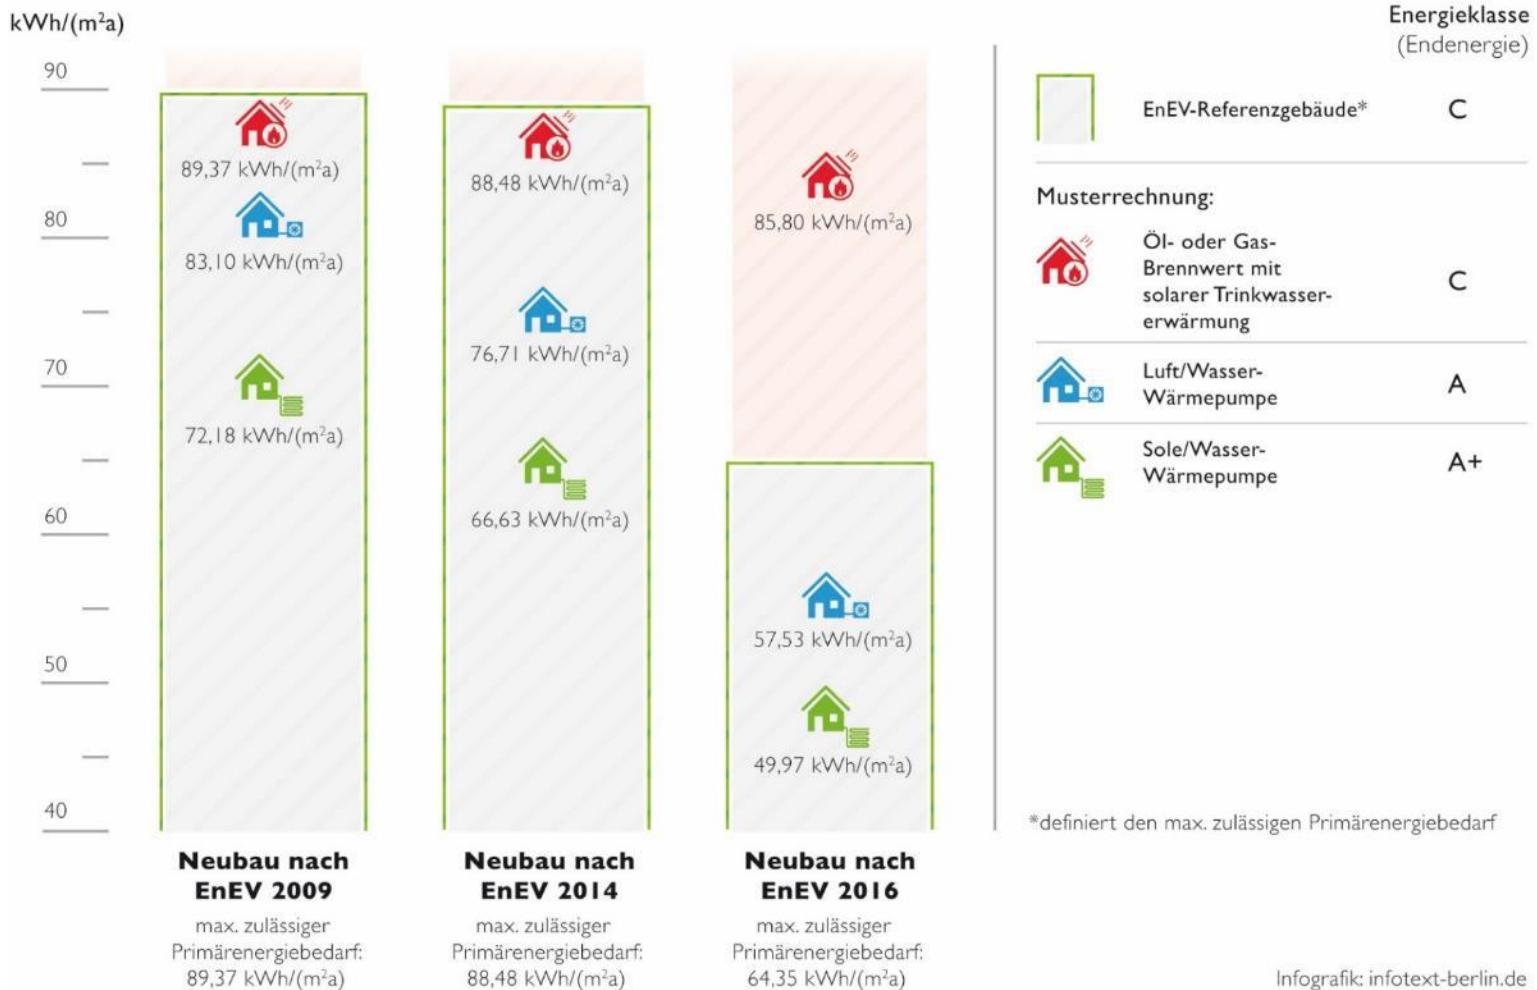 kWh/(m²a)
90
80
70
60
50
40
89,37 kWh/(m²a)
83,10 kWh/(m²a)
72,18 kWh/(m²a)
88,48 kWh/(m²a)
76,71 kWh/(m²a)
66,63 kWh/(m²a)
85,80 kWh/(m²a)
57,53 kWh/(m²a)
49,97 kWh/(m²a)
Neubau nach
EnEV 2009
max. zulässiger
Primärenergiebedarf:
89,37 kWh/(m²a)
Neubau nach
EnEV 2014
max. zulässiger
Primärenergiebedarf:
88,48 kWh/(m²a)
Neubau nach
EnEV 2016
max. zulässiger
Primärenergiebedarf:
64,35 kWh/(m²a)
Energieklasse
(Endenergie)
EnEV-Referenzgebäude* C
Musterrechnung:
Öl- oder Gas-
Brennwert mit
solarer Trinkwasser-
erwärmung
C
Luft/Wasser-
Wärmepumpe
A
Sole/Wasser-
Wärmepumpe
A+
*definiert den max. zulässigen Primärenergiebedarf
Infografik: infotext-berlin.de